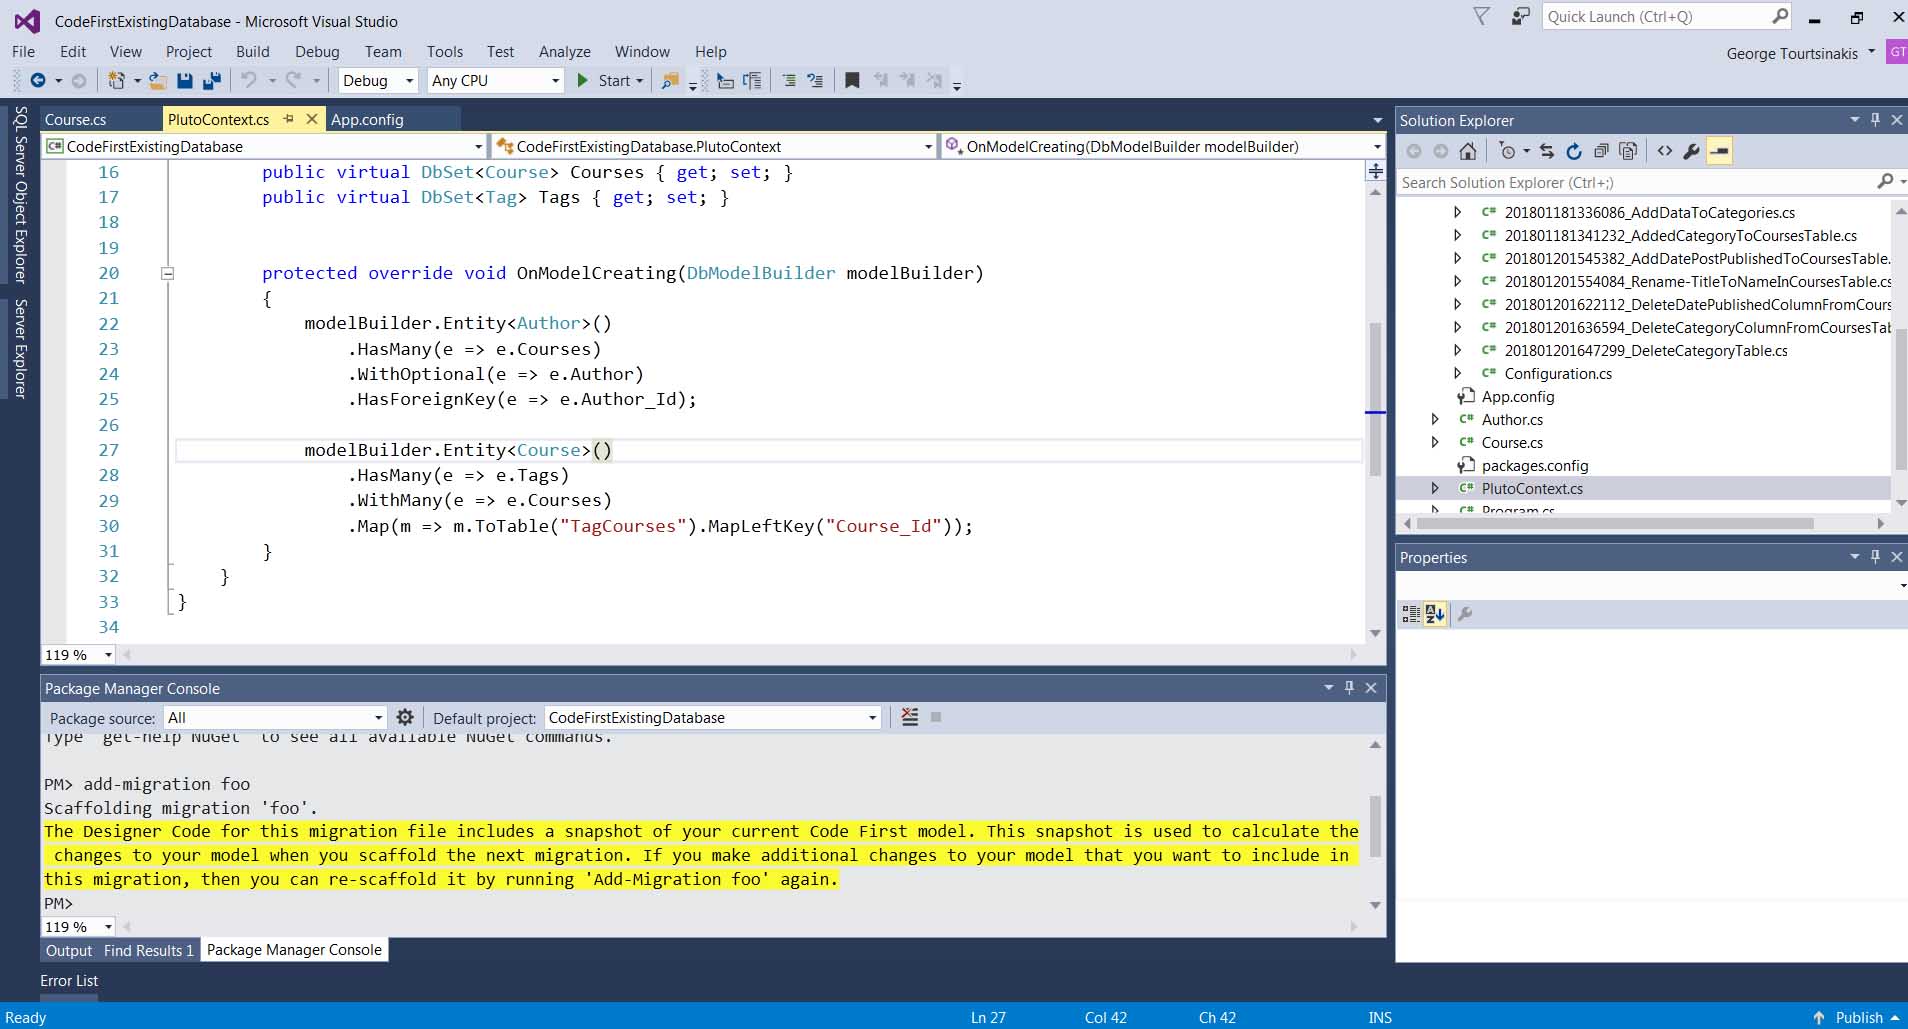 CodeFirstExistingDatabase - Microsoft Visual Studio
Quick Launch (Ctrl+Q)
File Edit View Project Build Debug Team Tools Test Analyze Window Help
George Tourtsinakis GT
Debug Any CPU Start
SQL Server Object Explorer
Server Explorer
Course.cs PlutoContext.cs App.config
CodeFirstExistingDatabase CodeFirstExistingDatabase.PlutoContext OnModelCreating(DbModelBuilder modelBuilder)
16 public virtual DbSet<Course> Courses { get; set; }
17 public virtual DbSet<Tag> Tags { get; set; }
18
19
20 protected override void OnModelCreating(DbModelBuilder modelBuilder)
21 {
22 modelBuilder.Entity<Author>()
23 .HasMany(e => e.Courses)
24 .WithOptional(e => e.Author)
25 .HasForeignKey(e => e.Author_Id);
26
27 modelBuilder.Entity<Course>()
28 .HasMany(e => e.Tags)
29 .WithMany(e => e.Courses)
30 .Map(m => m.ToTable("TagCourses").MapLeftKey("Course_Id"));
31 }
32 }
33 }
34
119 %
Package Manager Console
Package source: All Default project: CodeFirstExistingDatabase
Type 'get-help NuGet' to see all available NuGet commands.
PM> add-migration foo
Scaffolding migration 'foo'.
The Designer Code for this migration file includes a snapshot of your current Code First model. This snapshot is used to calculate the
changes to your model when you scaffold the next migration. If you make additional changes to your model that you want to include in
this migration, then you can re-scaffold it by running 'Add-Migration foo' again.
PM>
119 %
Output Find Results 1 Package Manager Console
Error List
Solution Explorer
Search Solution Explorer (Ctrl+;)
C# 201801181336086_AddDataToCategories.cs
C# 201801181341232_AddedCategoryToCoursesTable.cs
C# 201801201545382_AddDatePostPublishedToCoursesTable.
C# 201801201554084_Rename-TitleToNameInCoursesTable.cs
C# 201801201622112_DeleteDatePublishedColumnFromCours
C# 201801201636594_DeleteCategoryColumnFromCoursesTab
C# 201801201647299_DeleteCategoryTable.cs
C# Configuration.cs
App.config
C# Author.cs
C# Course.cs
packages.config
C# PlutoContext.cs
C# Program.cs
Properties
Ready Ln 27 Col 42 Ch 42 INS Publish